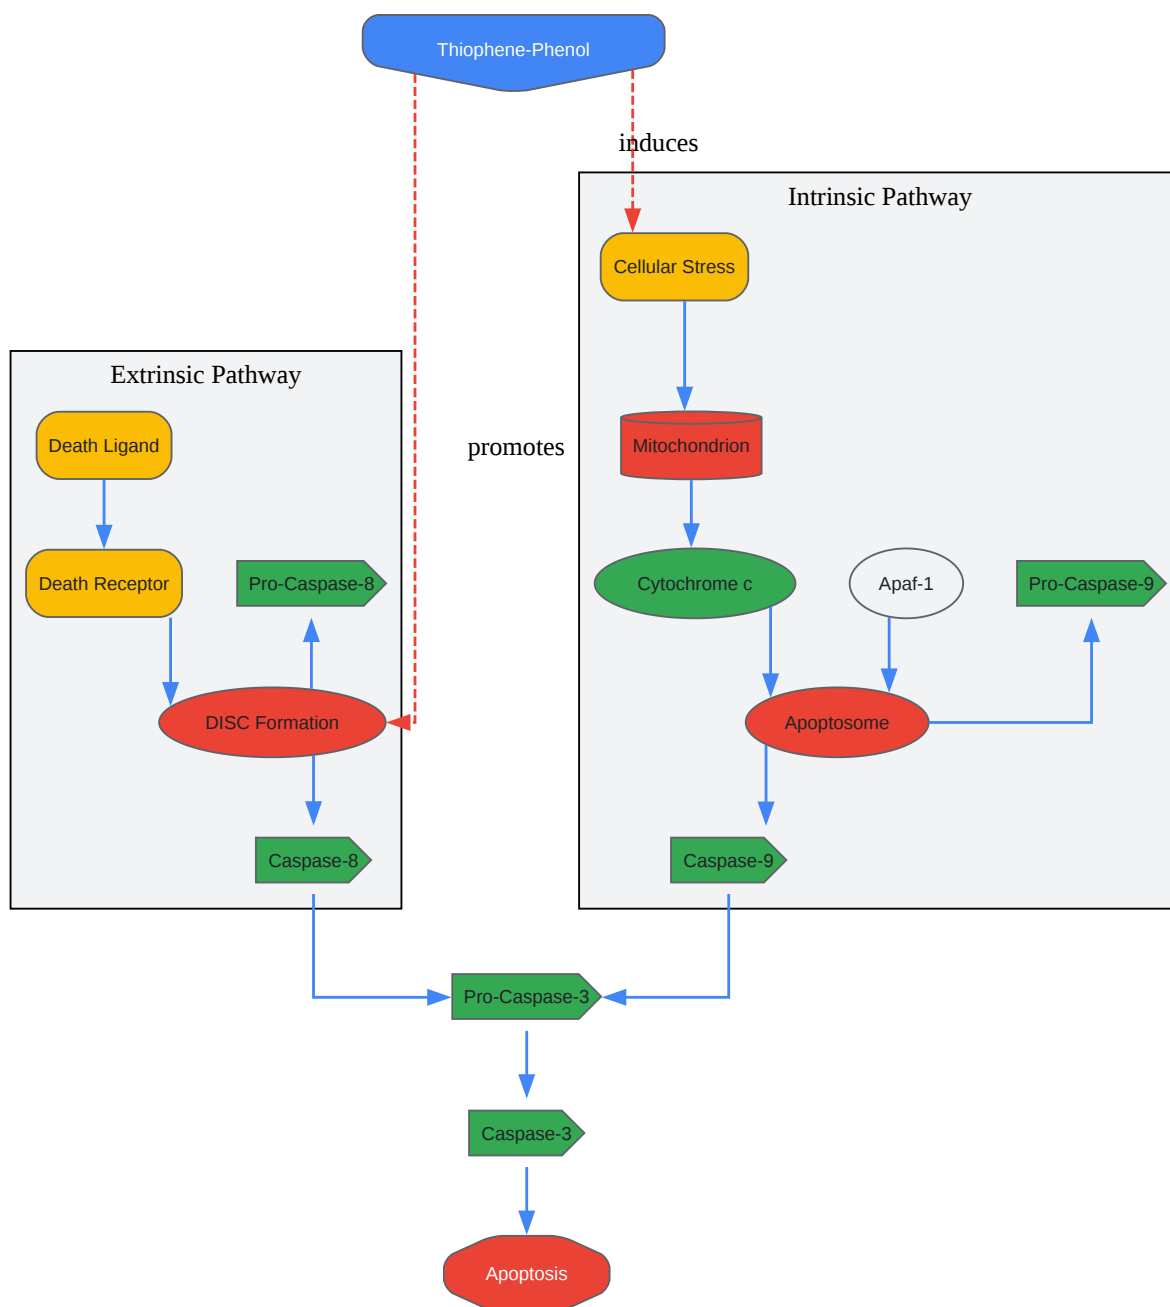 Thiophene-Phenol
induces
Intrinsic Pathway
Cellular Stress
Extrinsic Pathway
Death Ligand
promotes
Mitochondrion
Death Receptor
Pro-Caspase-8
Cytochrome c
Apaf-1
Pro-Caspase-9
DISC Formation
Apoptosome
Caspase-8
Caspase-9
Pro-Caspase-3
Caspase-3
Apoptosis